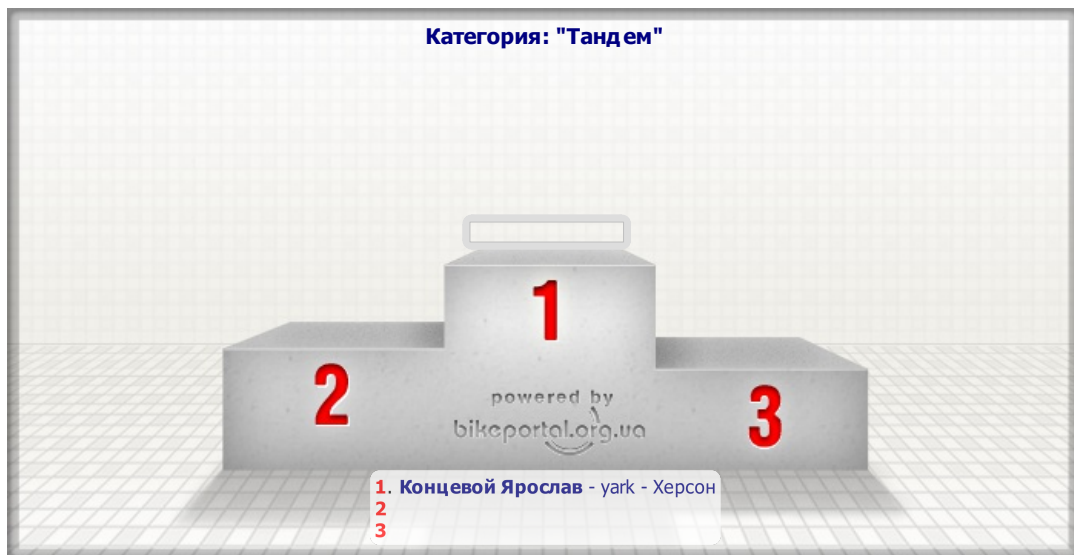 Категория: "Тандем"
1
2
3
powered by
bikeportal.org.ua
1. Концевой Ярослав - yark - Херсон
2
3